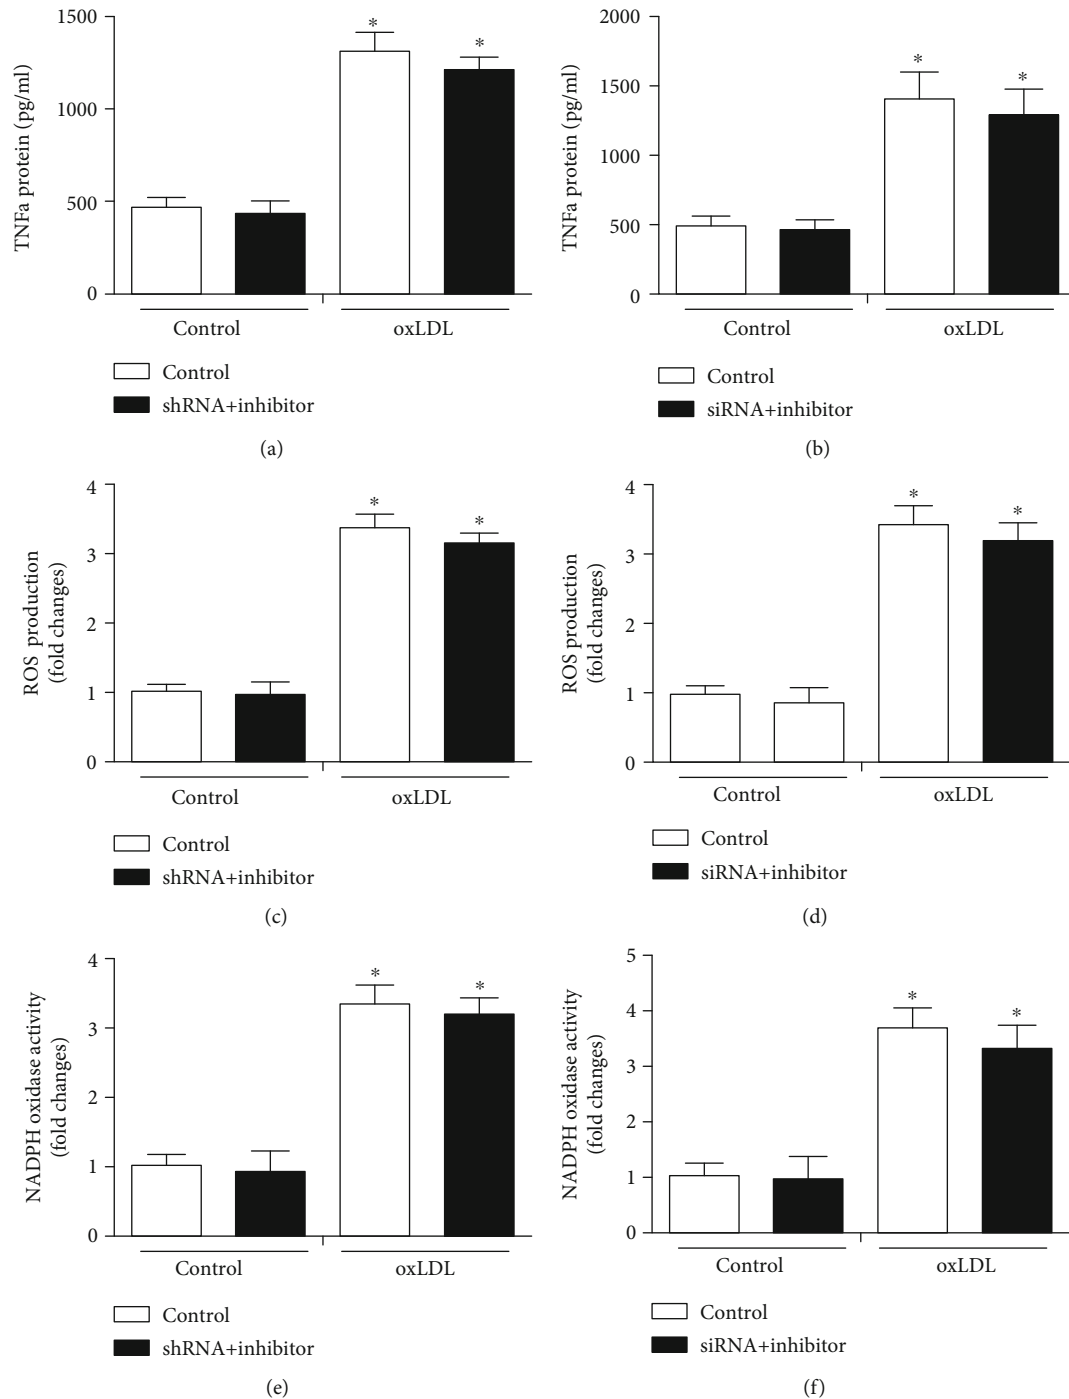 1500
1000
500
0
TNFa protein (pg/ml)
*
*
Control
oxLDL
Control
shRNA+inhibitor
(a)
2000
1500
1000
500
0
TNFa protein (pg/ml)
*
*
Control
oxLDL
Control
siRNA+inhibitor
(b)
4
3
2
1
0
ROS production
(fold changes)
*
*
Control
oxLDL
Control
shRNA+inhibitor
(c)
4
3
2
1
0
ROS production
(fold changes)
*
*
Control
oxLDL
Control
siRNA+inhibitor
(d)
4
3
2
1
0
NADPH oxidase activity
(fold changes)
*
*
Control
oxLDL
Control
shRNA+inhibitor
(e)
5
4
3
2
1
0
NADPH oxidase activity
(fold changes)
*
*
Control
oxLDL
Control
siRNA+inhibitor
(f)